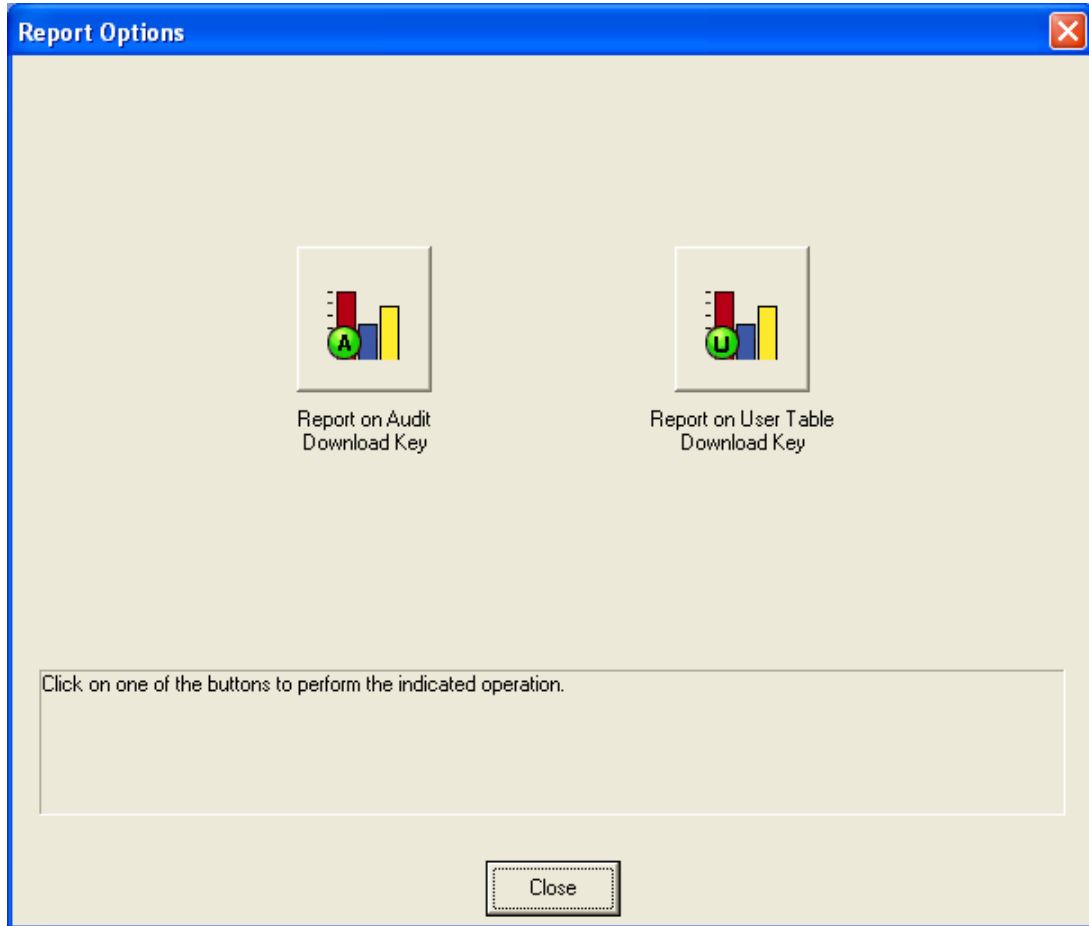 Report Options
A
U
Report on Audit
Download Key
Report on User Table
Download Key
Click on one of the buttons to perform the indicated operation.
Close